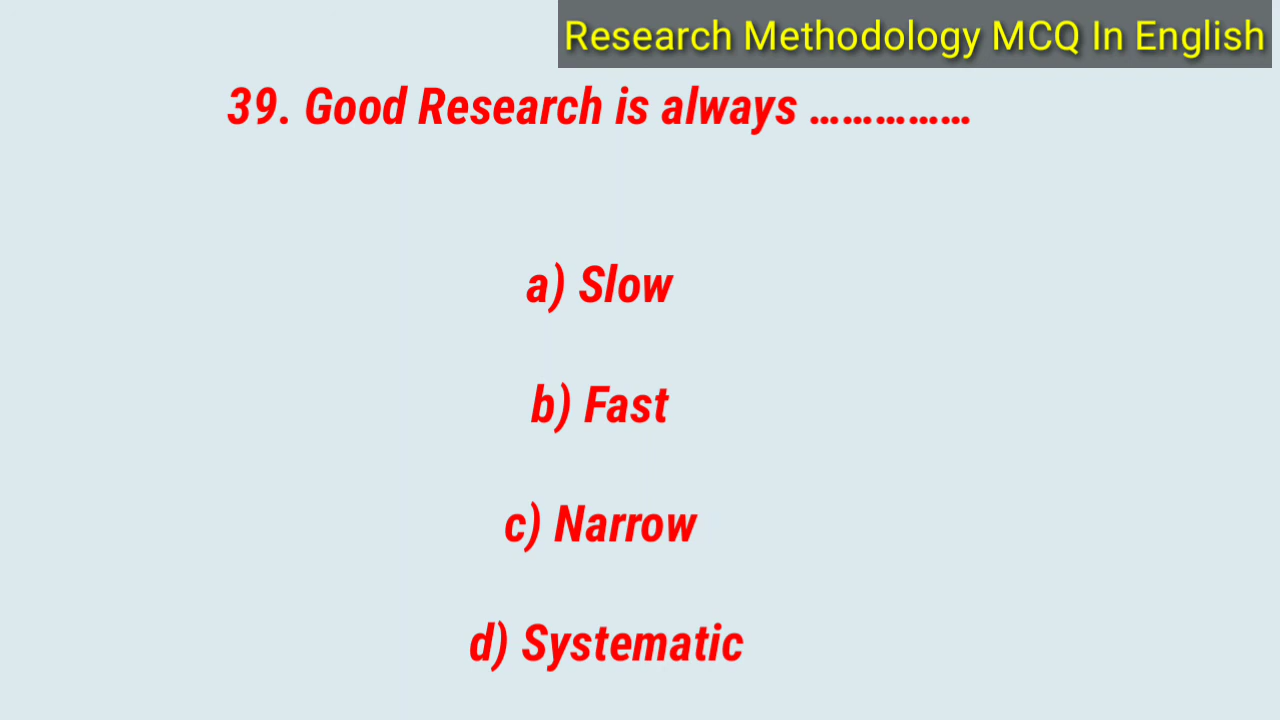 Research Methodology MCQ In English
39. Good Research is always ……………
a) Slow
b) Fast
c) Narrow
d) Systematic